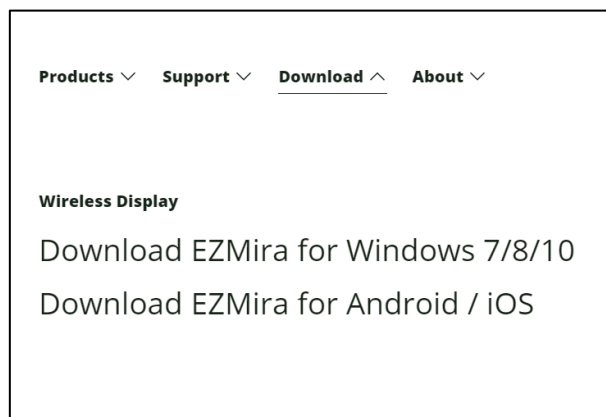 Products Support Download About
Wireless Display
Download EZMira for Windows 7/8/10
Download EZMira for Android / iOS